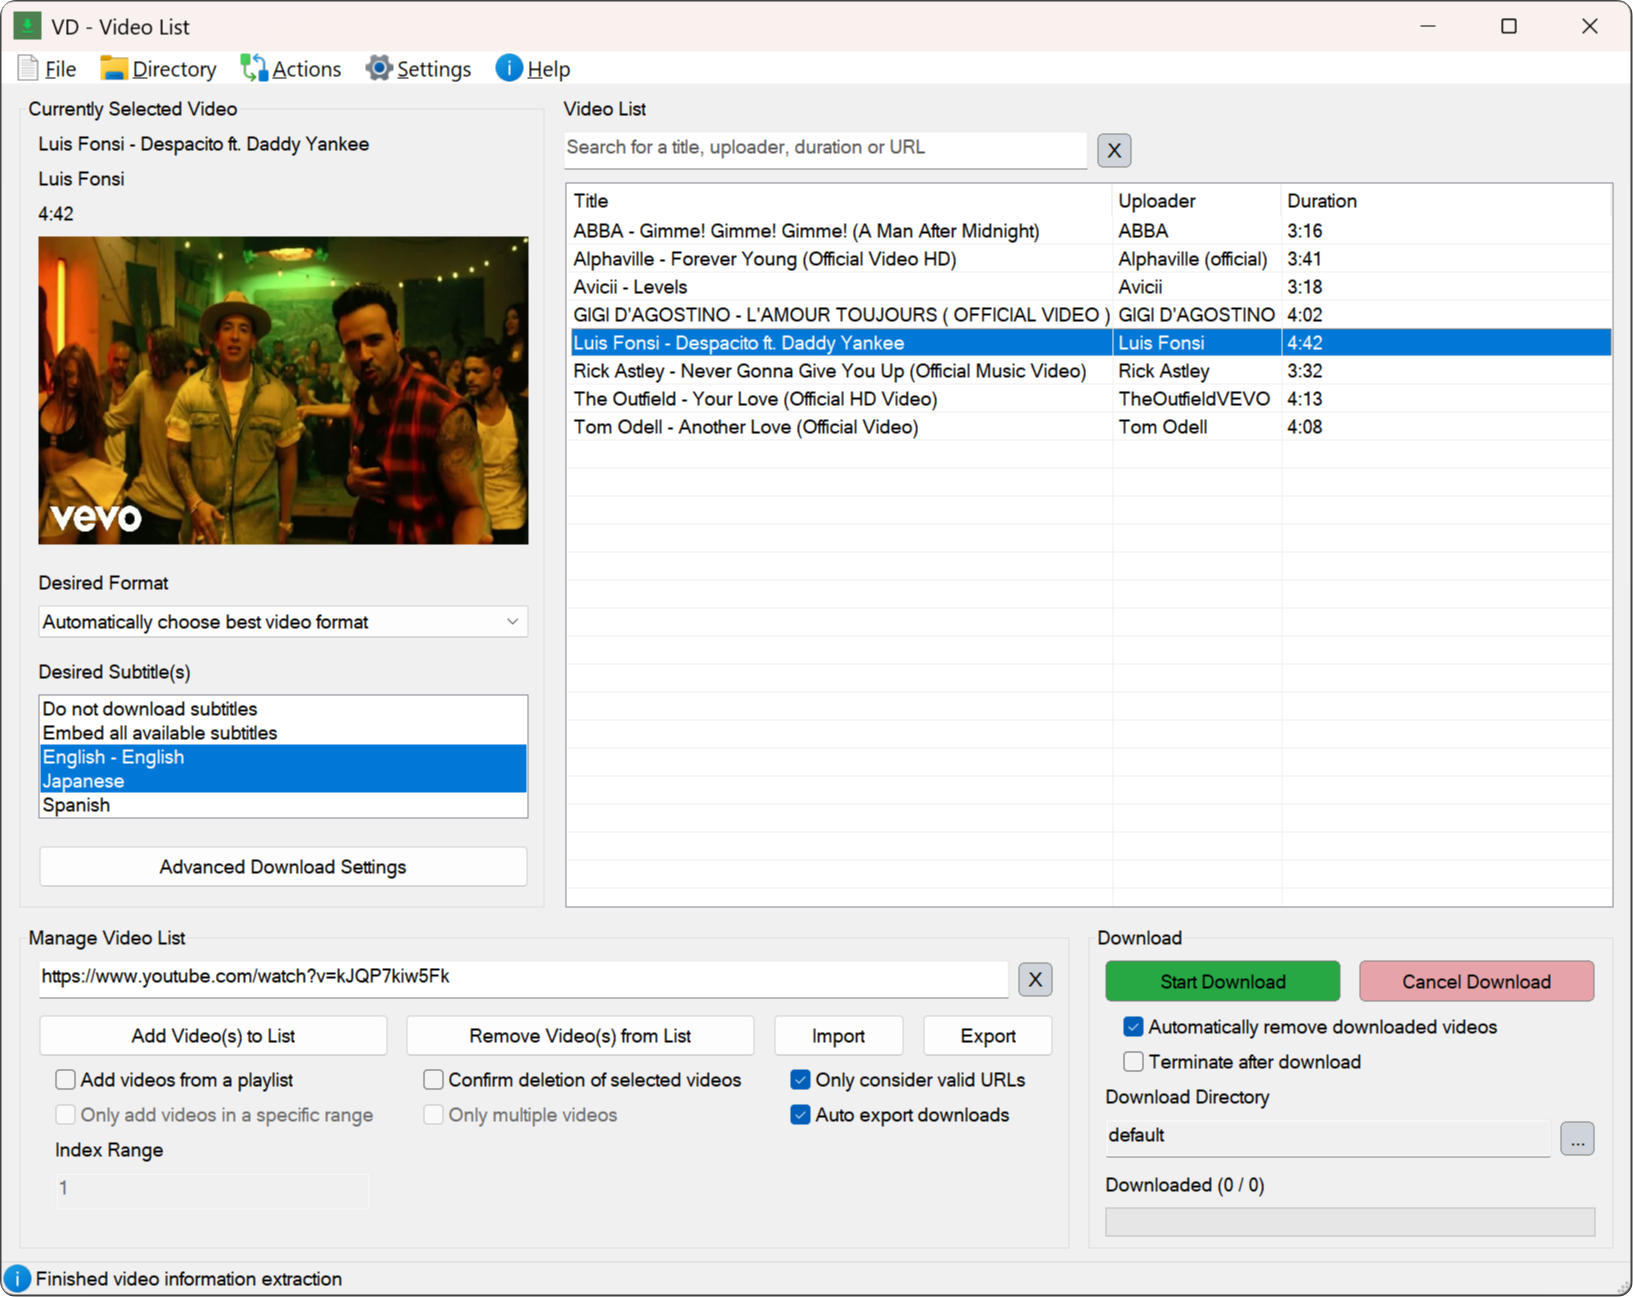 VD - Video List
File Directory Actions Settings Help
Currently Selected Video
Luis Fonsi - Despacito ft. Daddy Yankee
Luis Fonsi
4:42
vevo
Desired Format
Automatically choose best video format
Desired Subtitle(s)
Do not download subtitles
Embed all available subtitles
English - English
Japanese
Spanish
Advanced Download Settings
Video List
Search for a title, uploader, duration or URL X
Title Uploader Duration
ABBA - Gimme! Gimme! Gimme! (A Man After Midnight) ABBA 3:16
Alphaville - Forever Young (Official Video HD) Alphaville (official) 3:41
Avicii - Levels Avicii 3:18
GIGI D'AGOSTINO - L'AMOUR TOUJOURS ( OFFICIAL VIDEO ) GIGI D'AGOSTINO 4:02
Luis Fonsi - Despacito ft. Daddy Yankee Luis Fonsi 4:42
Rick Astley - Never Gonna Give You Up (Official Music Video) Rick Astley 3:32
The Outfield - Your Love (Official HD Video) TheOutfieldVEVO 4:13
Tom Odell - Another Love (Official Video) Tom Odell 4:08
Manage Video List
https://www.youtube.com/watch?v=kJQP7kiw5Fk X
Add Video(s) to List Remove Video(s) from List Import Export
Add videos from a playlist Confirm deletion of selected videos Only consider valid URLs
Only add videos in a specific range Only multiple videos Auto export downloads
Index Range
1
Download
Start Download Cancel Download
Automatically remove downloaded videos
Terminate after download
Download Directory
default ...
Downloaded (0 / 0)
Finished video information extraction